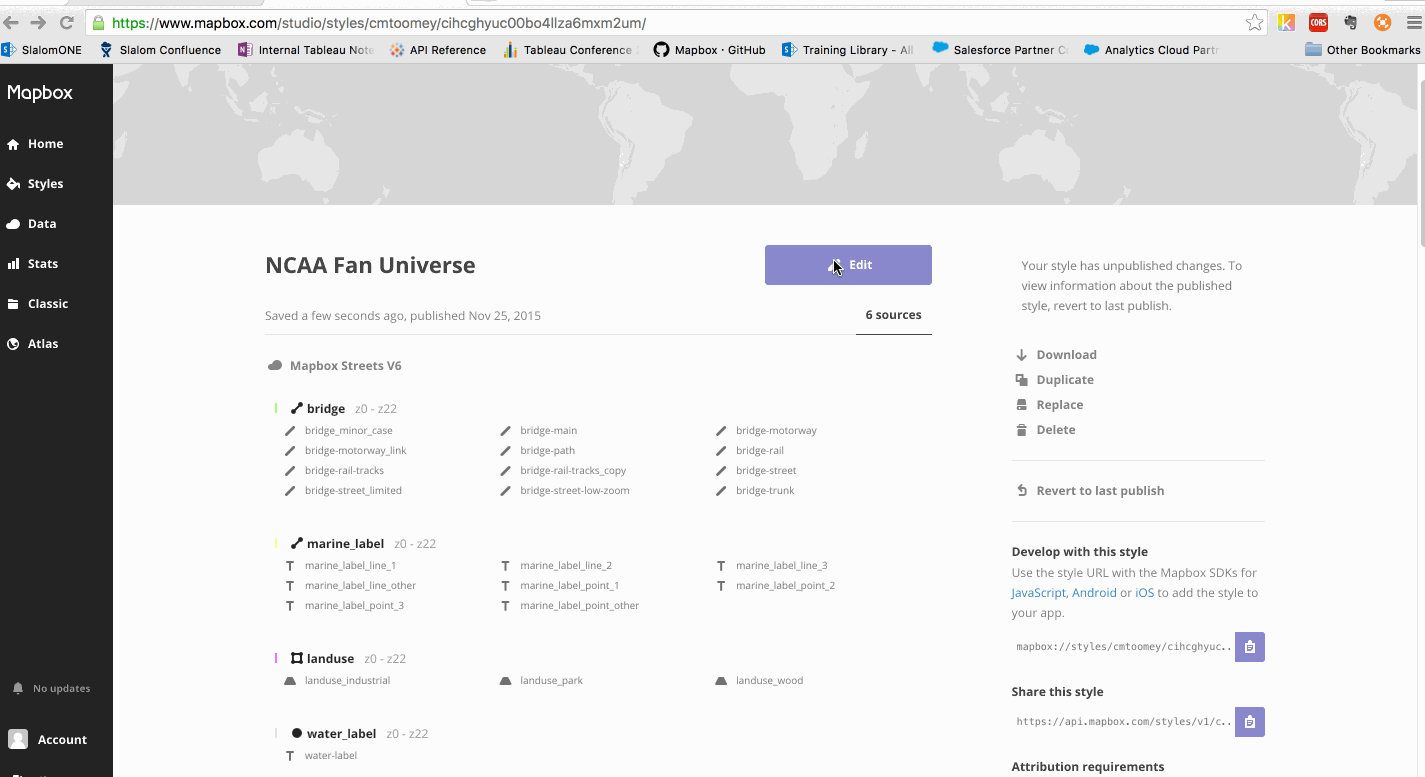 https://www.mapbox.com/studio/styles/cmtoomey/cihcghyuc00bo4llza6mxm2um/
CORS
SlalomONE
Slalom Confluence
Internal Tableau Note
API Reference
Tableau Conference
Mapbox · GitHub
Training Library - All
Salesforce Partner Co
Analytics Cloud Partn
Other Bookmarks
Mapbox
Home
Styles
Data
Stats
Classic
Atlas
No updates
Account
NCAA Fan Universe
Edit
Saved a few seconds ago, published Nov 25, 2015
6 sources
Mapbox Streets V6
bridge z0 - z22
bridge_minor_case bridge-main bridge-motorway
bridge-motorway_link bridge-path bridge-rail
bridge-rail-tracks bridge-rail-tracks_copy bridge-street
bridge-street_limited bridge-street-low-zoom bridge-trunk
marine_label z0 - z22
marine_label_line_1 marine_label_line_2 marine_label_line_3
marine_label_line_other marine_label_point_1 marine_label_point_2
marine_label_point_3 marine_label_point_other
landuse z0 - z22
landuse_industrial landuse_park landuse_wood
water_label z0 - z22
water-label
Your style has unpublished changes. To
view information about the published
style, revert to last publish.
Download
Duplicate
Replace
Delete
Revert to last publish
Develop with this style
Use the style URL with the Mapbox SDKs for
JavaScript, Android or iOS to add the style to
your app.
mapbox://styles/cmtoomey/cihcghyuc..
Share this style
https://api.mapbox.com/styles/v1/c..
Attribution requirements